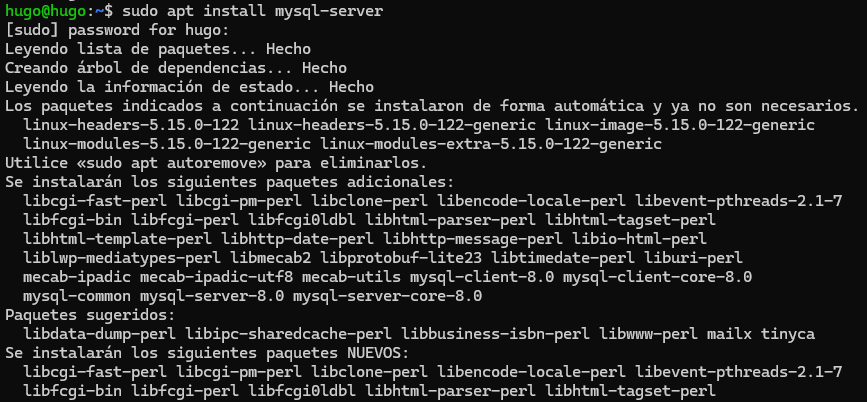 hugo@hugo:~$ sudo apt install mysql-server
[sudo] password for hugo:
Leyendo lista de paquetes... Hecho
Creando árbol de dependencias... Hecho
Leyendo la información de estado... Hecho
Los paquetes indicados a continuación se instalaron de forma automática y ya no son necesarios.
  linux-headers-5.15.0-122 linux-headers-5.15.0-122-generic linux-image-5.15.0-122-generic
  linux-modules-5.15.0-122-generic linux-modules-extra-5.15.0-122-generic
Utilice «sudo apt autoremove» para eliminarlos.
Se instalarán los siguientes paquetes adicionales:
  libcgi-fast-perl libcgi-pm-perl libclone-perl libencode-locale-perl libevent-pthreads-2.1-7
  libfcgi-bin libfcgi-perl libfcgi0ldbl libhtml-parser-perl libhtml-tagset-perl
  libhtml-template-perl libhttp-date-perl libhttp-message-perl libio-html-perl
  liblwp-mediatypes-perl libmecab2 libprotobuf-lite23 libtimedate-perl liburi-perl
  mecab-ipadic mecab-ipadic-utf8 mecab-utils mysql-client-8.0 mysql-client-core-8.0
  mysql-common mysql-server-8.0 mysql-server-core-8.0
Paquetes sugeridos:
  libdata-dump-perl libipc-sharedcache-perl libbusiness-isbn-perl libwww-perl mailx tinyca
Se instalarán los siguientes paquetes NUEVOS:
  libcgi-fast-perl libcgi-pm-perl libclone-perl libencode-locale-perl libevent-pthreads-2.1-7
  libfcgi-bin libfcgi-perl libfcgi0ldbl libhtml-parser-perl libhtml-tagset-perl